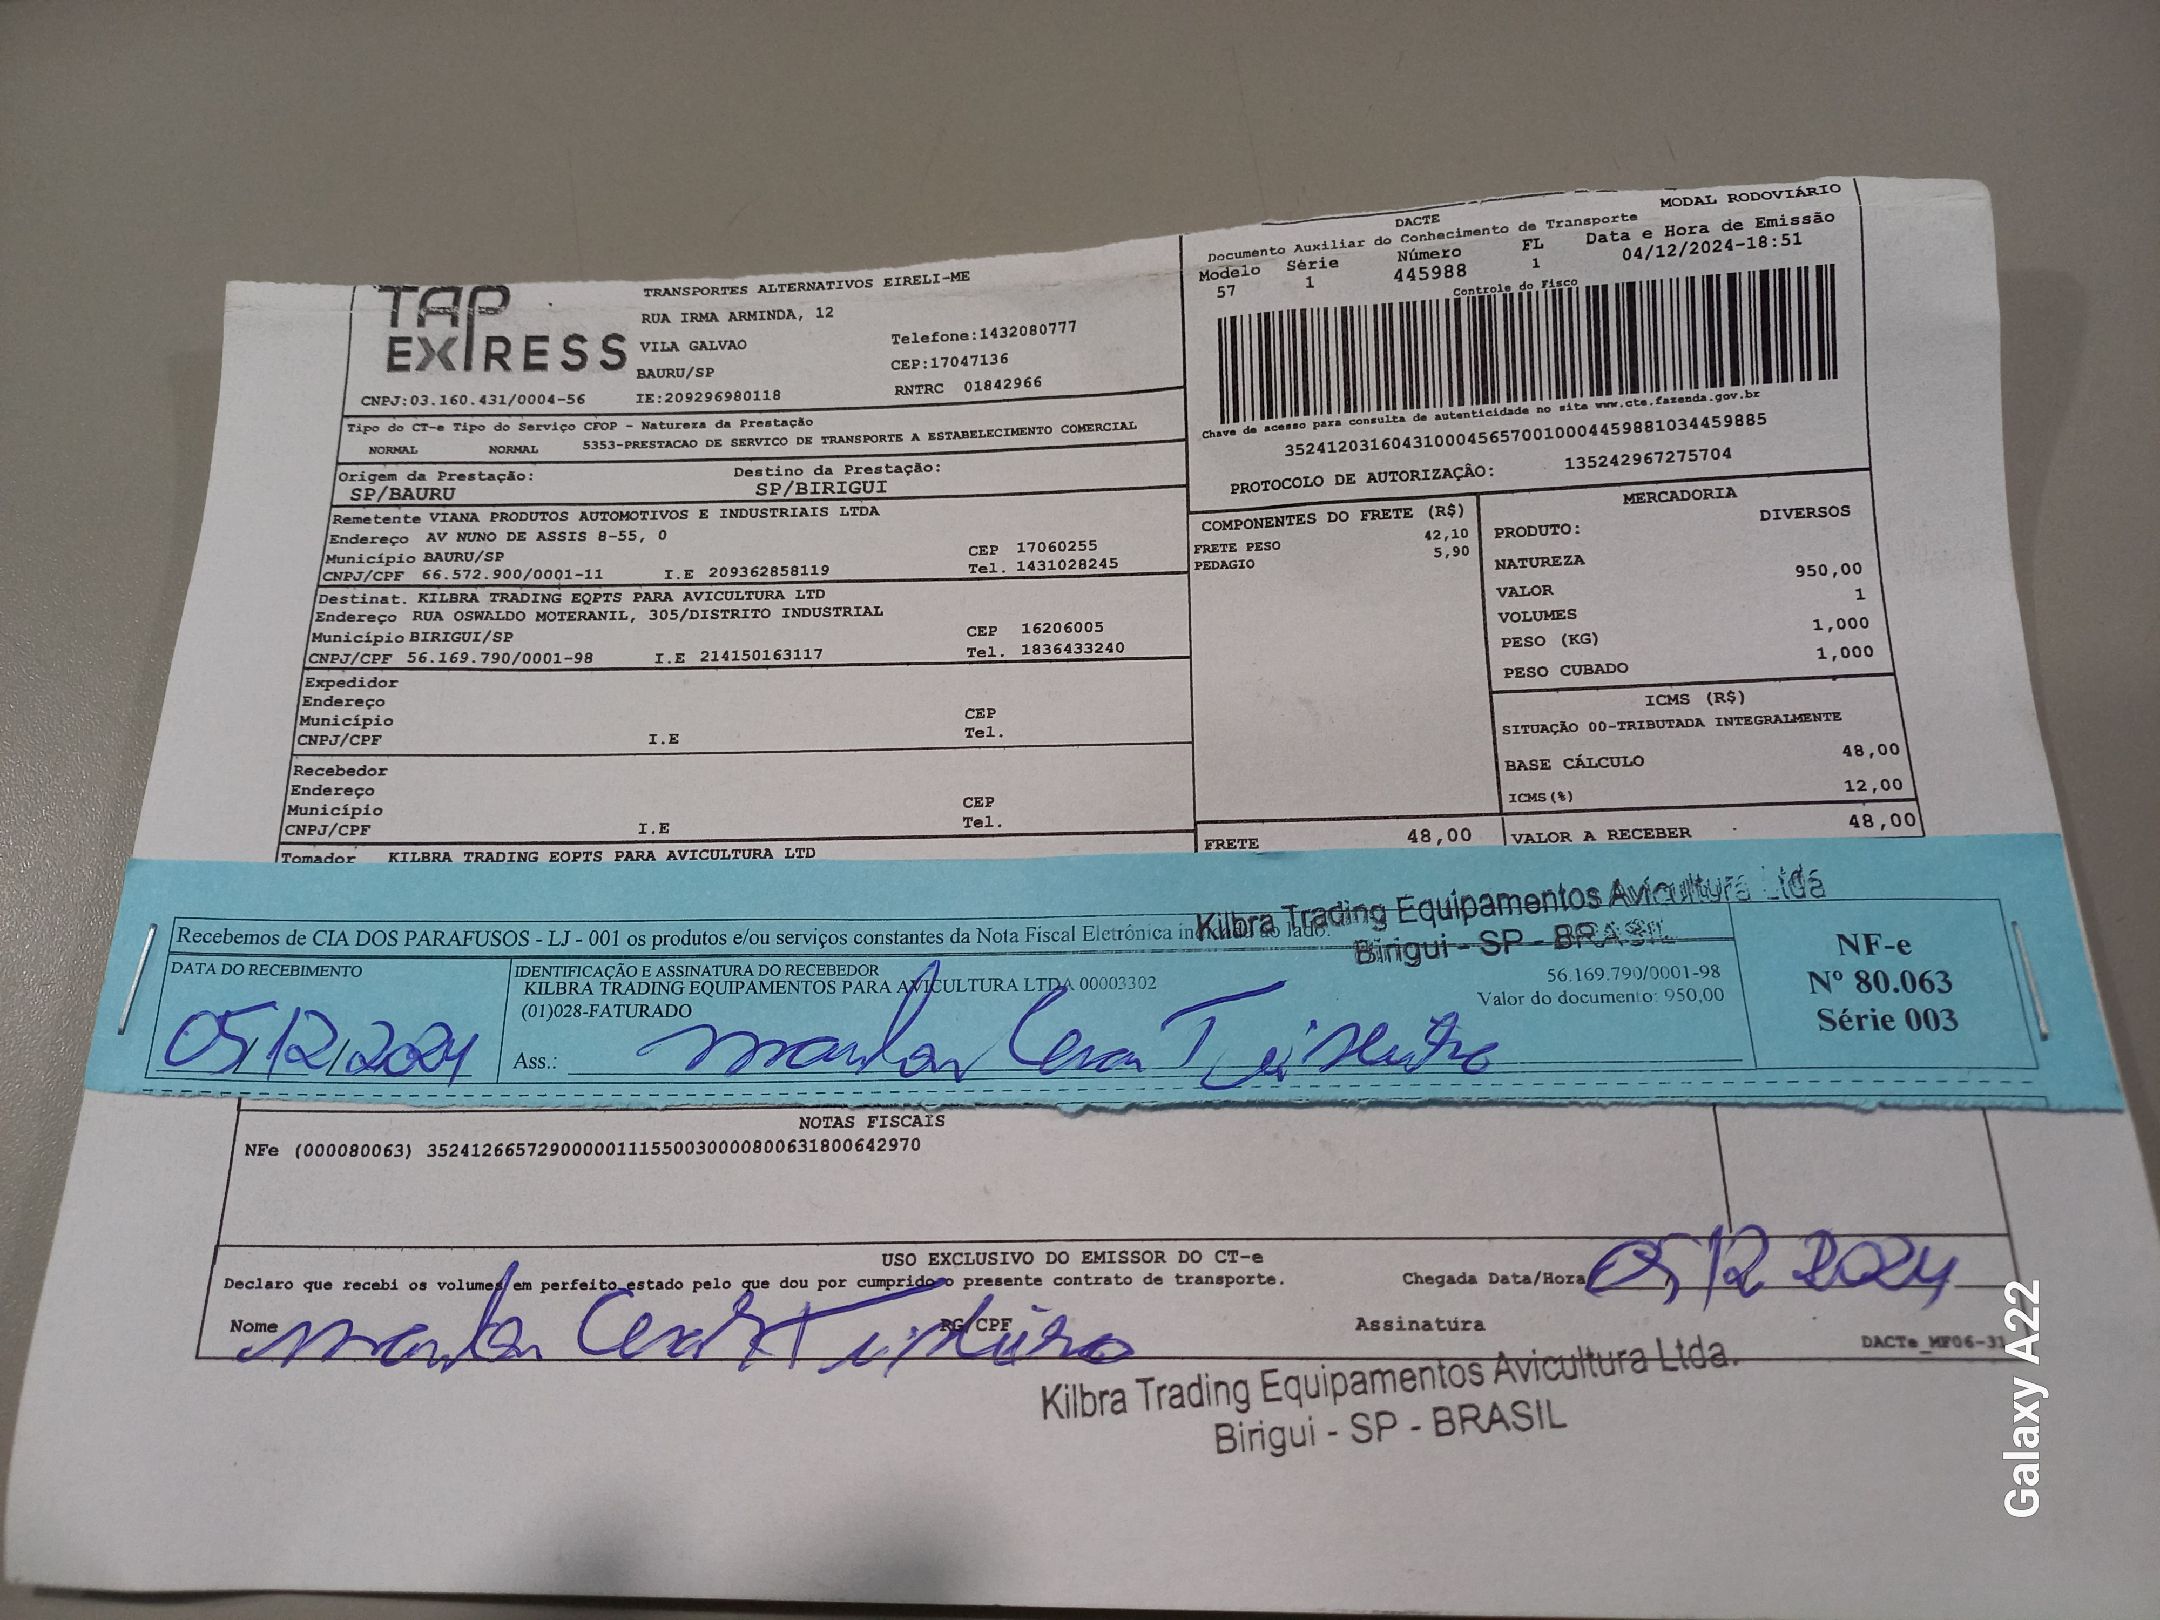 TAP
EXPRESS
TRANSPORTES ALTERNATIVOS EIRELI-ME
RUA IRMA ARMINDA, 12
VILA GALVAO Telefone:1432080777
BAURU/SP CEP:17047136
CNPJ:03.160.431/0004-56 IE:209296980118 RNTRC 01842966
DACTE MODAL RODOVIÁRIO
Documento Auxiliar do Conhecimento de Transporte
Modelo Série Número FL Data e Hora de Emissão
57 1 445988 1 04/12/2024-18:51
Controle do Fisco
Chave de acesso para consulta de autenticidade no site www.cte.fazenda.gov.br
35241203160431000456570010004459881034459885
PROTOCOLO DE AUTORIZAÇÂO: 135242967275704
Tipo do CT-e Tipo do Serviço CFOP - Natureza da Prestação
NORMAL NORMAL 5353-PRESTACAO DE SERVICO DE TRANSPORTE A ESTABELECIMENTO COMERCIAL
Origem da Prestação: Destino da Prestação:
SP/BAURU SP/BIRIGUI
Remetente VIANA PRODUTOS AUTOMOTIVOS E INDUSTRIAIS LTDA
Endereço AV NUNO DE ASSIS 8-55, 0
Município BAURU/SP CEP 17060255
CNPJ/CPF 66.572.900/0001-11 I.E 209362858119 Tel. 1431028245
Destinat. KILBRA TRADING EQPTS PARA AVICULTURA LTD
Endereço RUA OSWALDO MOTERANIL, 305/DISTRITO INDUSTRIAL
Município BIRIGUI/SP CEP 16206005
CNPJ/CPF 56.169.790/0001-98 I.E 214150163117 Tel. 1836433240
Expedidor
Endereço
Município CEP
CNPJ/CPF I.E Tel.
Recebedor
Endereço
Município CEP
CNPJ/CPF I.E Tel.
Tomador KILBRA TRADING EQPTS PARA AVICULTURA LTD
COMPONENTES DO FRETE (R$)
FRETE PESO 42,10
PEDAGIO 5,90
FRETE 48,00
MERCADORIA
PRODUTO: DIVERSOS
NATUREZA
VALOR 950,00
VOLUMES 1
PESO (KG) 1,000
PESO CUBADO 1,000
ICMS (R$)
SITUAÇÃO 00-TRIBUTADA INTEGRALMENTE
BASE CÁLCULO 48,00
ICMS(%) 12,00
VALOR A RECEBER 48,00
Kilbra Trading Equipamentos Avicultura Ltda
Birigui - SP - BRASIL
Recebemos de CIA DOS PARAFUSOS - LJ - 001 os produtos e/ou serviços constantes da Nota Fiscal Eletrônica indicada ao lado.
DATA DO RECEBIMENTO
05/12/2024
IDENTIFICAÇÃO E ASSINATURA DO RECEBEDOR
KILBRA TRADING EQUIPAMENTOS PARA AVICULTURA LTDA 00003302 56.169.790/0001-98
(01)028-FATURADO Valor do documento: 950,00
Ass.:
NF-e
Nº 80.063
Série 003
NOTAS FISCAIS
NFe (000080063) 35241266572900000111550030000800631800642970
USO EXCLUSIVO DO EMISSOR DO CT-e
Declaro que recebi os volumes em perfeito estado pelo que dou por cumprido o presente contrato de transporte. Chegada Data/Hora 05/12 2024
Nome RG/CPF Assinatura
DACTe_MF06-31
Kilbra Trading Equipamentos Avicultura Ltda.
Birigui - SP - BRASIL
Galaxy A22